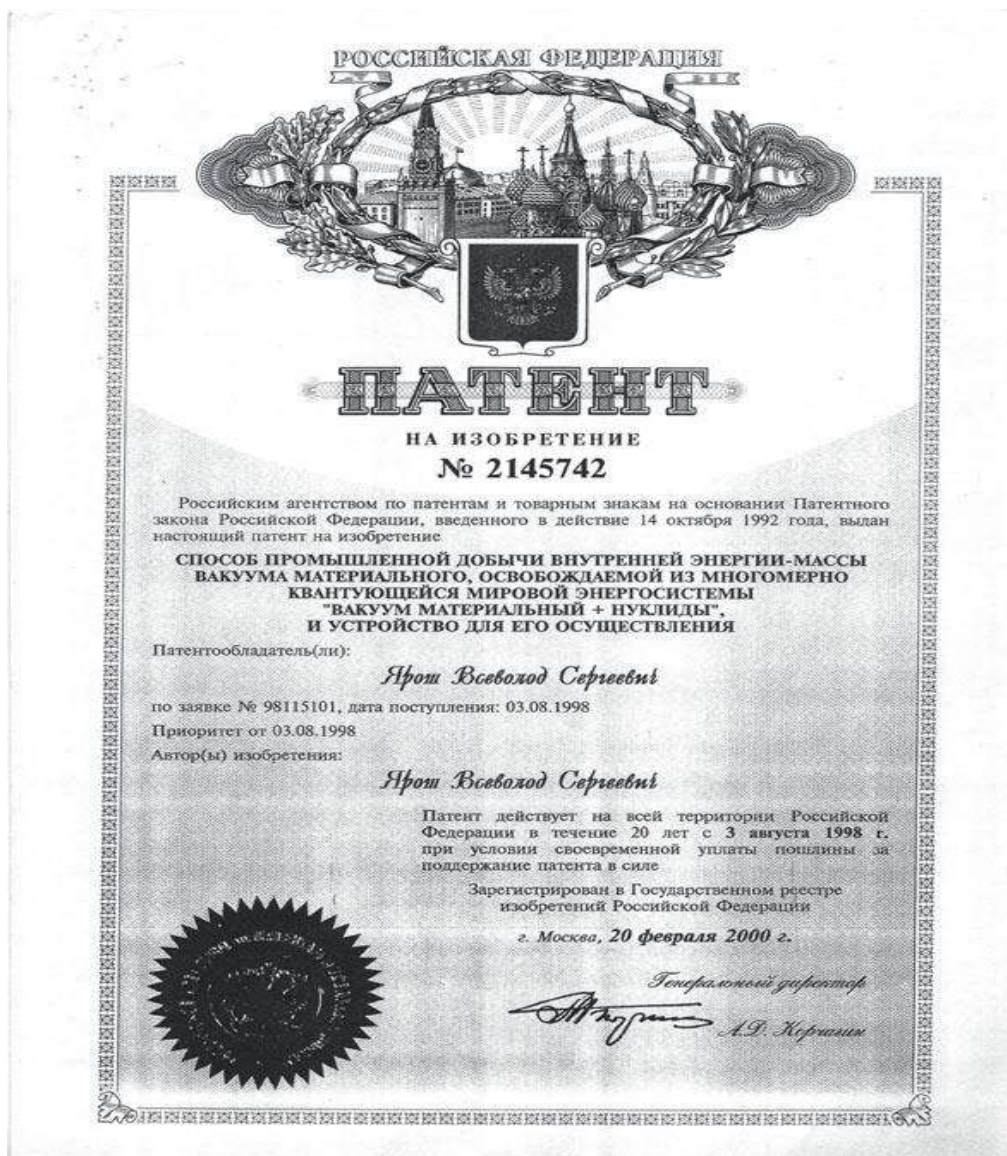 РОССИЙСКАЯ ФЕДЕРАЦИЯ
ПАТЕНТ
НА ИЗОБРЕТЕНИЕ
№ 2145742
Российским агентством по патентам и товарным знакам на основании Патентного
закона Российской Федерации, введенного в действие 14 октября 1992 года, выдан
настоящий патент на изобретение
СПОСОБ ПРОМЫШЛЕННОЙ ДОБЫЧИ ВНУТРЕННЕЙ ЭНЕРГИИ-МАССЫ
ВАКУУМА МАТЕРИАЛЬНОГО, ОСВОБОЖДАЕМОЙ ИЗ МНОГОМЕРНО
КВАНТУЮЩЕЙСЯ МИРОВОЙ ЭНЕРГОСИСТЕМЫ
"ВАКУУМ МАТЕРИАЛЬНЫЙ + НУКЛИДЫ",
И УСТРОЙСТВО ДЛЯ ЕГО ОСУЩЕСТВЛЕНИЯ
Патентообладатель(ли):
Ярош Всеволод Сергеевич
по заявке № 98115101, дата поступления: 03.08.1998
Приоритет от 03.08.1998
Автор(ы) изобретения:
Ярош Всеволод Сергеевич
Патент действует на всей территории Российской
Федерации в течение 20 лет с 3 августа 1998 г.
при условии своевременной уплаты пошлины за
поддержание патента в силе
Зарегистрирован в Государственном реестре
изобретений Российской Федерации
г. Москва, 20 февраля 2000 г.
Генеральный директор
А.Д. Корчагин